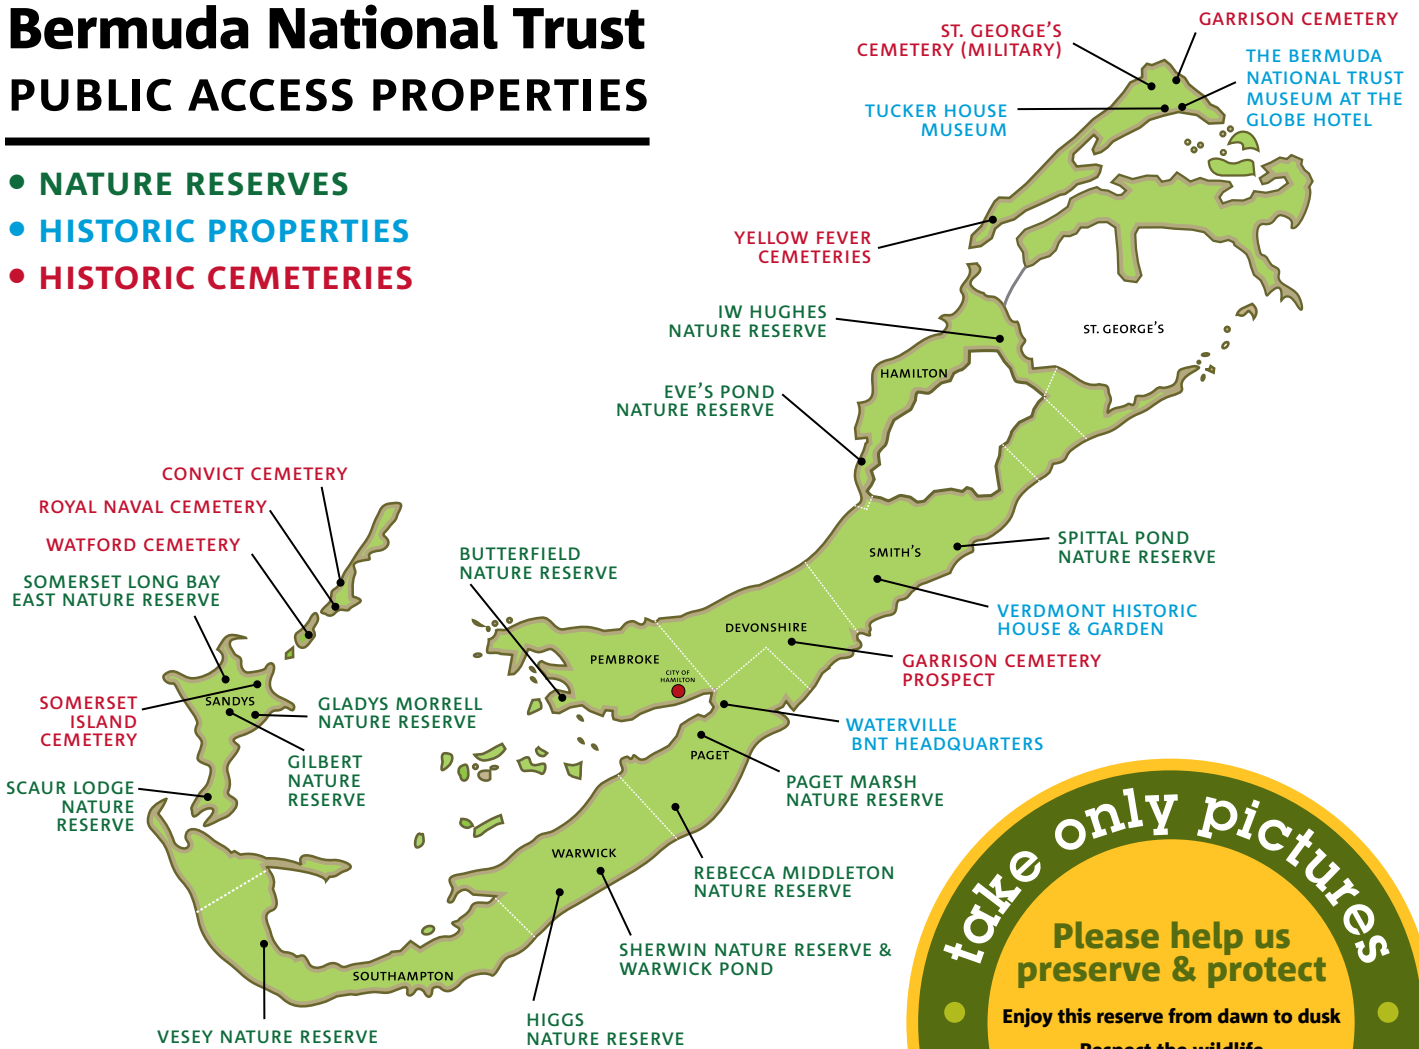 Bermuda National Trust
PUBLIC ACCESS PROPERTIES
• NATURE RESERVES
• HISTORIC PROPERTIES
• HISTORIC CEMETERIES
ST. GEORGE'S
CEMETERY (MILITARY)
GARRISON CEMETERY
THE BERMUDA
NATIONAL TRUST
MUSEUM AT THE
GLOBE HOTEL
TUCKER HOUSE
MUSEUM
YELLOW FEVER
CEMETERIES
IW HUGHES
NATURE RESERVE
ST. GEORGE'S
HAMILTON
EVE'S POND
NATURE RESERVE
CONVICT CEMETERY
ROYAL NAVAL CEMETERY
WATFORD CEMETERY
SOMERSET LONG BAY
EAST NATURE RESERVE
BUTTERFIELD
NATURE RESERVE
SMITH'S
SPITTAL POND
NATURE RESERVE
VERDMONT HISTORIC
HOUSE & GARDEN
DEVONSHIRE
GARRISON CEMETERY
PROSPECT
PEMBROKE
CITY OF
HAMILTON
SANDYS
SOMERSET
ISLAND
CEMETERY
GLADYS MORRELL
NATURE RESERVE
GILBERT
NATURE
RESERVE
SCAUR LODGE
NATURE
RESERVE
WATERVILLE
BNT HEADQUARTERS
PAGET
PAGET MARSH
NATURE RESERVE
WARWICK
REBECCA MIDDLETON
NATURE RESERVE
SHERWIN NATURE RESERVE &
WARWICK POND
SOUTHAMPTON
HIGGS
NATURE RESERVE
VESEY NATURE RESERVE
take only pictures
Please help us
preserve & protect
Enjoy this reserve from dawn to dusk
Respect the wildlife